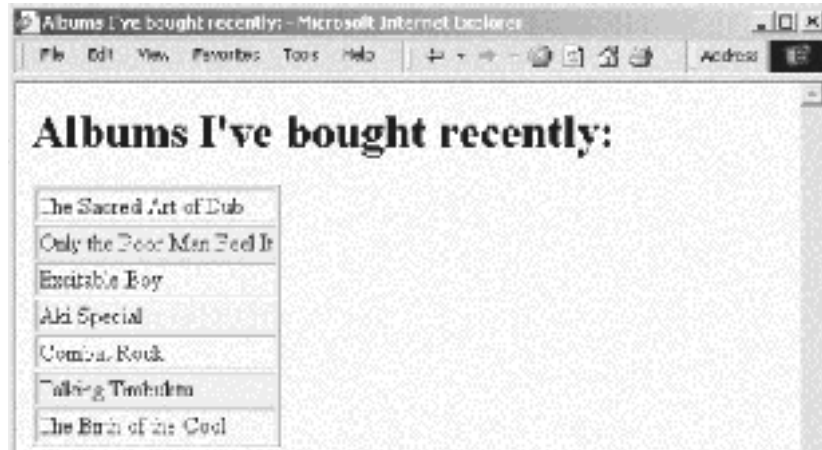 Albums I've bought recently: - Microsoft Internet Explorer
File Edit View Favorites Tools Help Address
Albums I've bought recently:
The Sacred Art of Dub
Only the Poor Man Feel It
Excitable Boy
Aki Special
Combat Rock
Talking Timbuktu
The Birth of the Cool